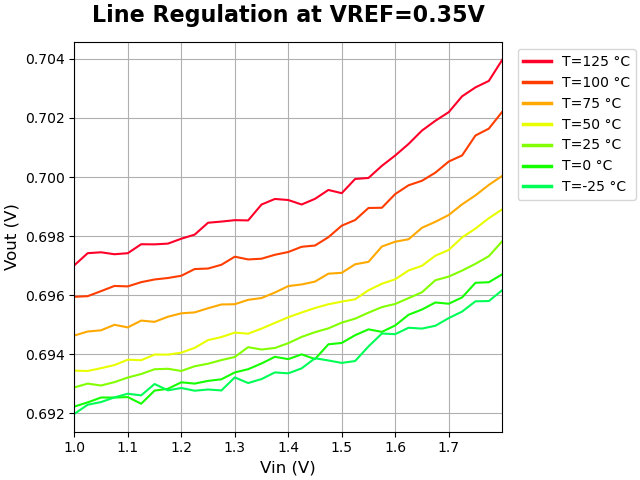 Line Regulation at VREF=0.35V
Vout (V)
0.704
0.702
0.700
0.698
0.696
0.694
0.692
1.0 1.1 1.2 1.3 1.4 1.5 1.6 1.7
Vin (V)
T=125 °C
T=100 °C
T=75 °C
T=50 °C
T=25 °C
T=0 °C
T=-25 °C